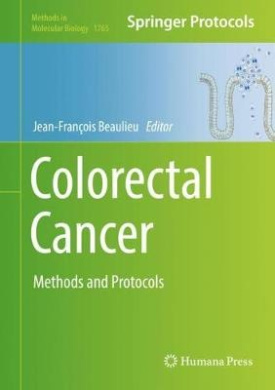 Methods in
Molecular Biology 1765
Springer Protocols
Jean-François Beaulieu Editor
Colorectal
Cancer
Methods and Protocols
Humana Press